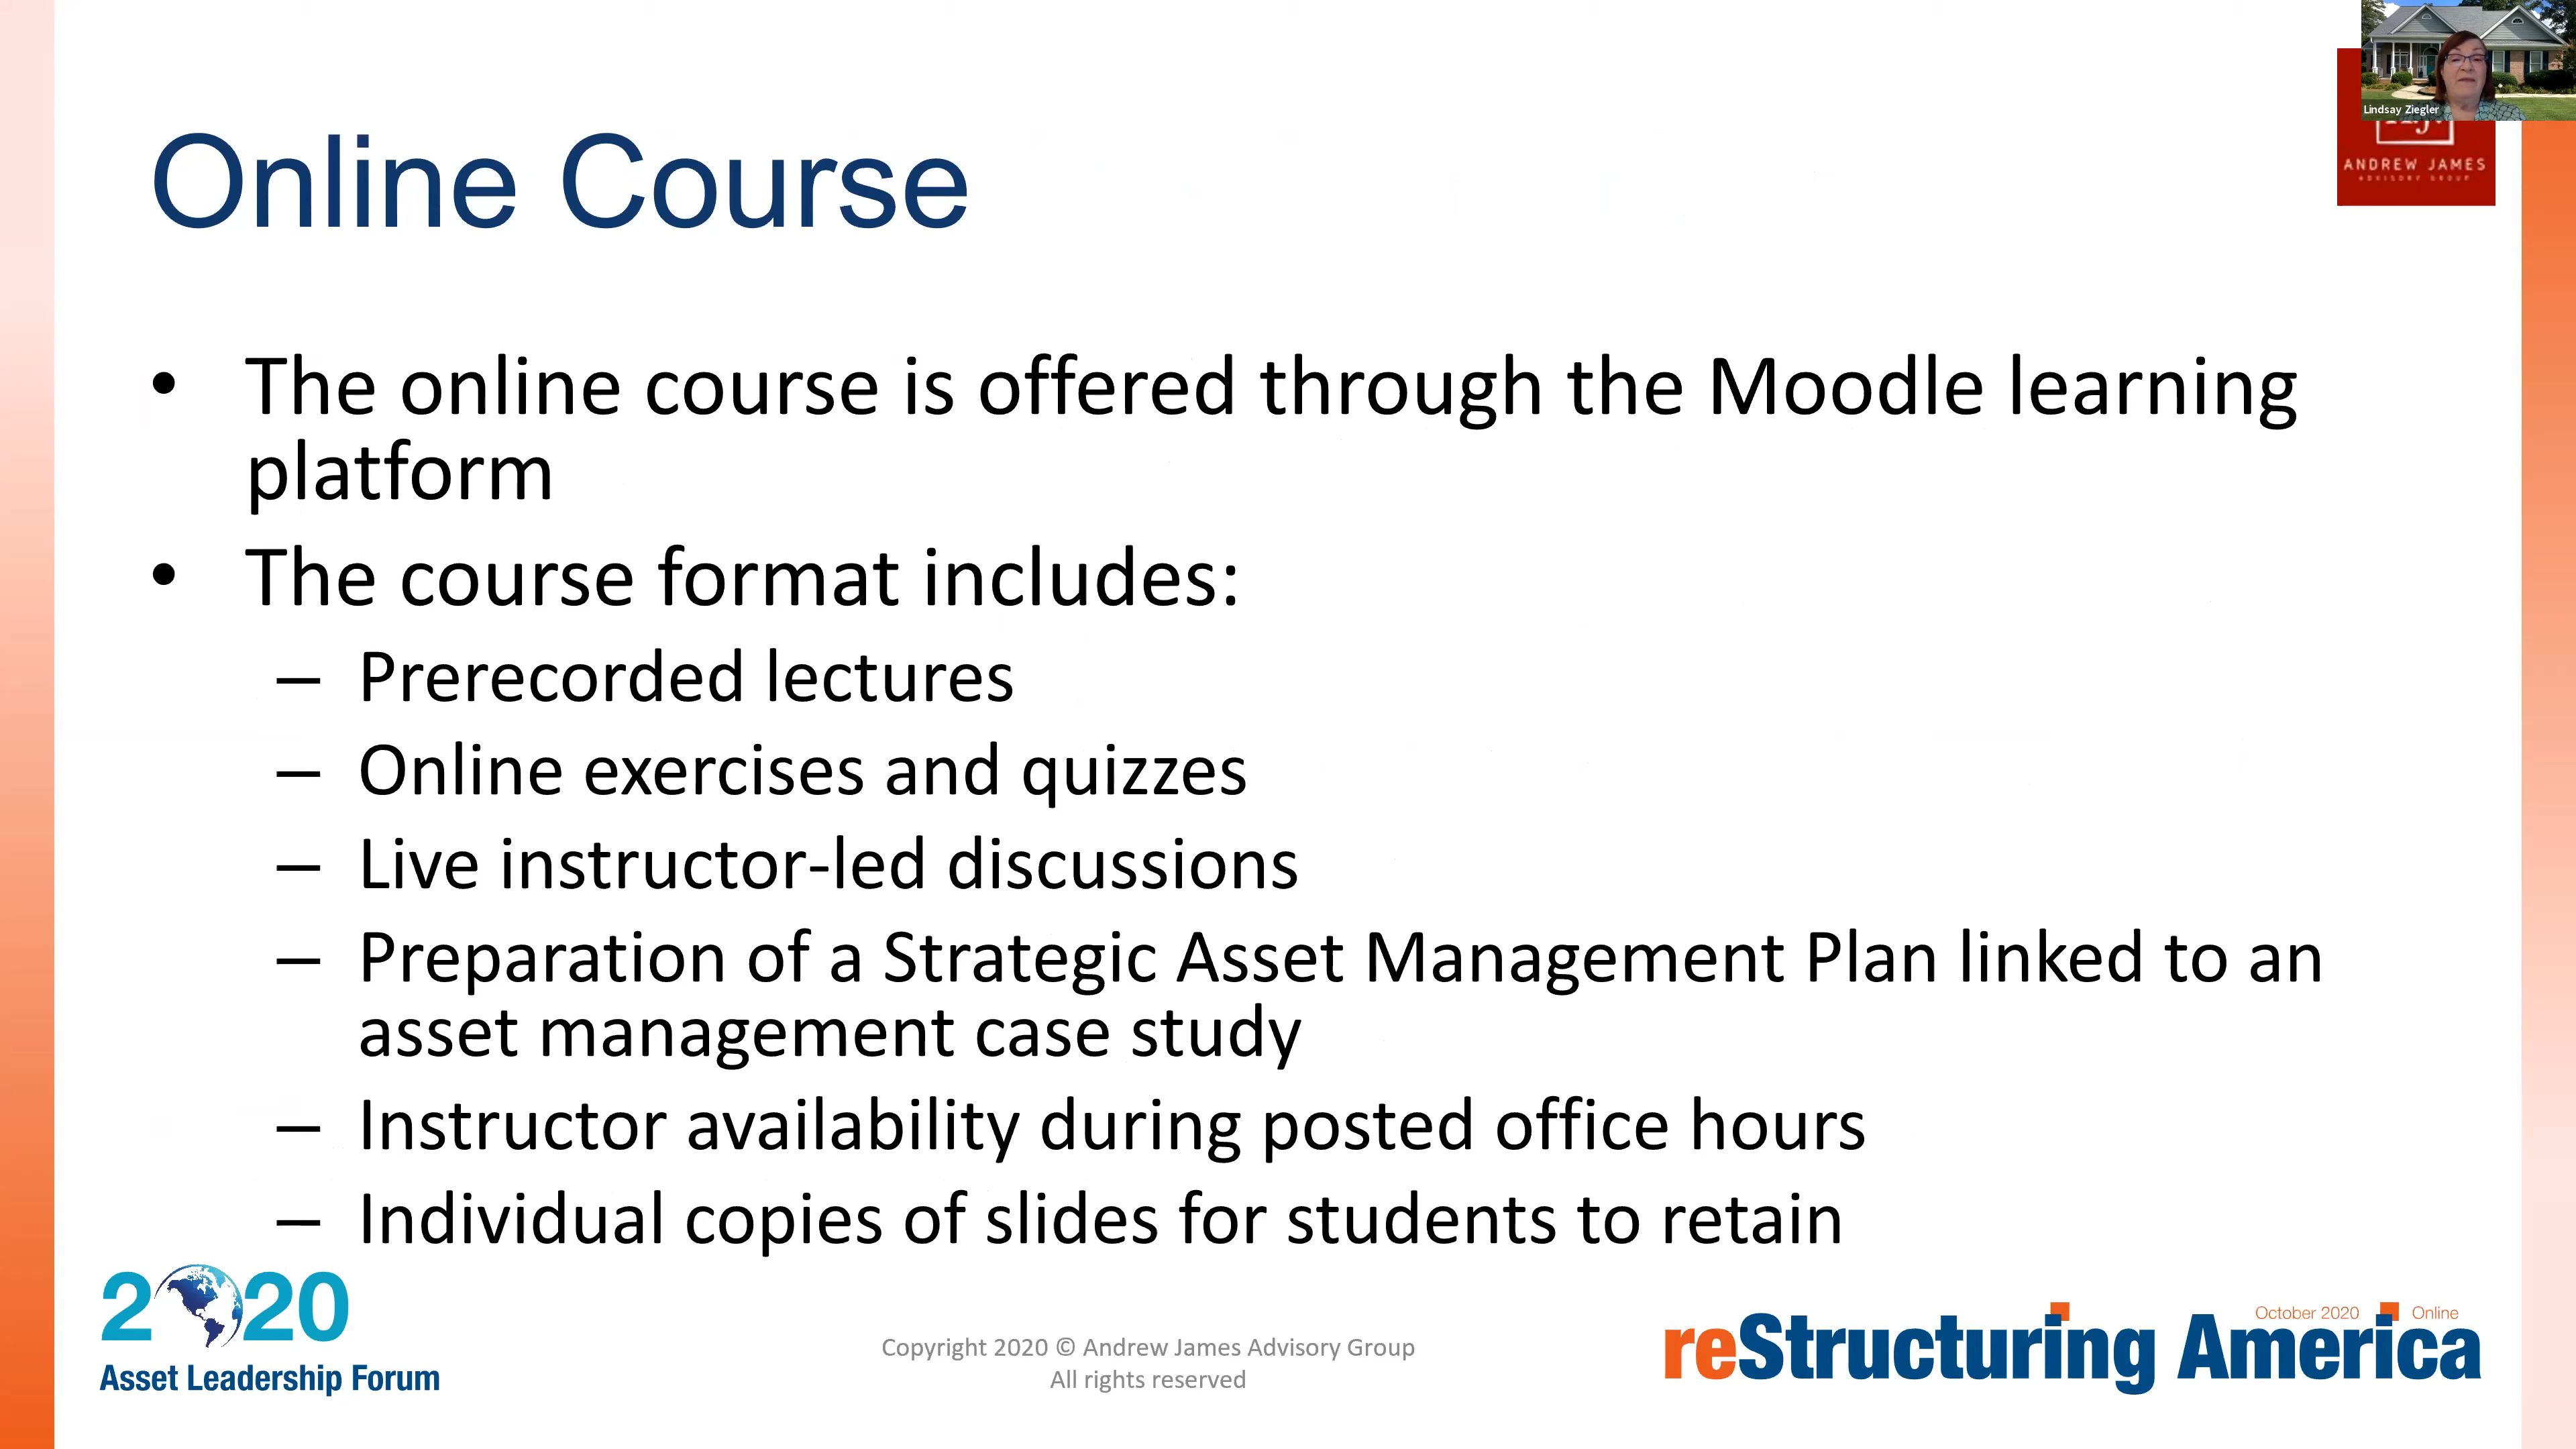 Lindsay Ziegler
ANDREW JAMES
ADVISORY GROUP
Online Course
• The online course is offered through the Moodle learning
platform
• The course format includes:
– Prerecorded lectures
– Online exercises and quizzes
– Live instructor-led discussions
– Preparation of a Strategic Asset Management Plan linked to an
asset management case study
– Instructor availability during posted office hours
– Individual copies of slides for students to retain
2020
Asset Leadership Forum
Copyright 2020 © Andrew James Advisory Group
All rights reserved
October 2020 Online
reStructuring America